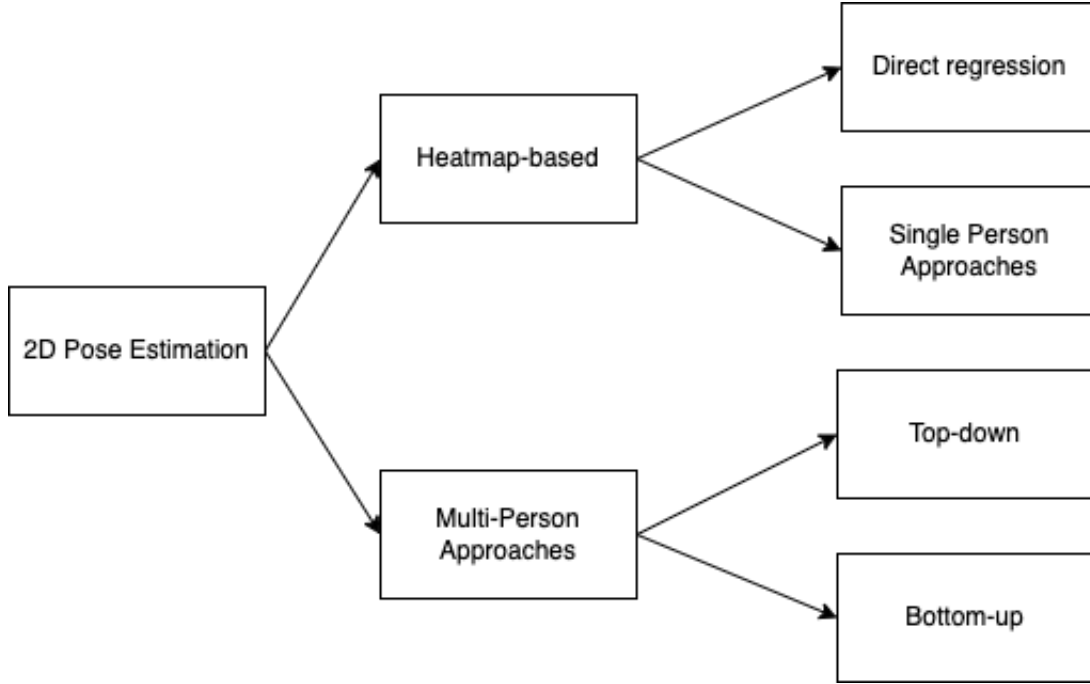 2D Pose Estimation
Heatmap-based
Direct regression
Single Person
Approaches
Multi-Person
Approaches
Top-down
Bottom-up